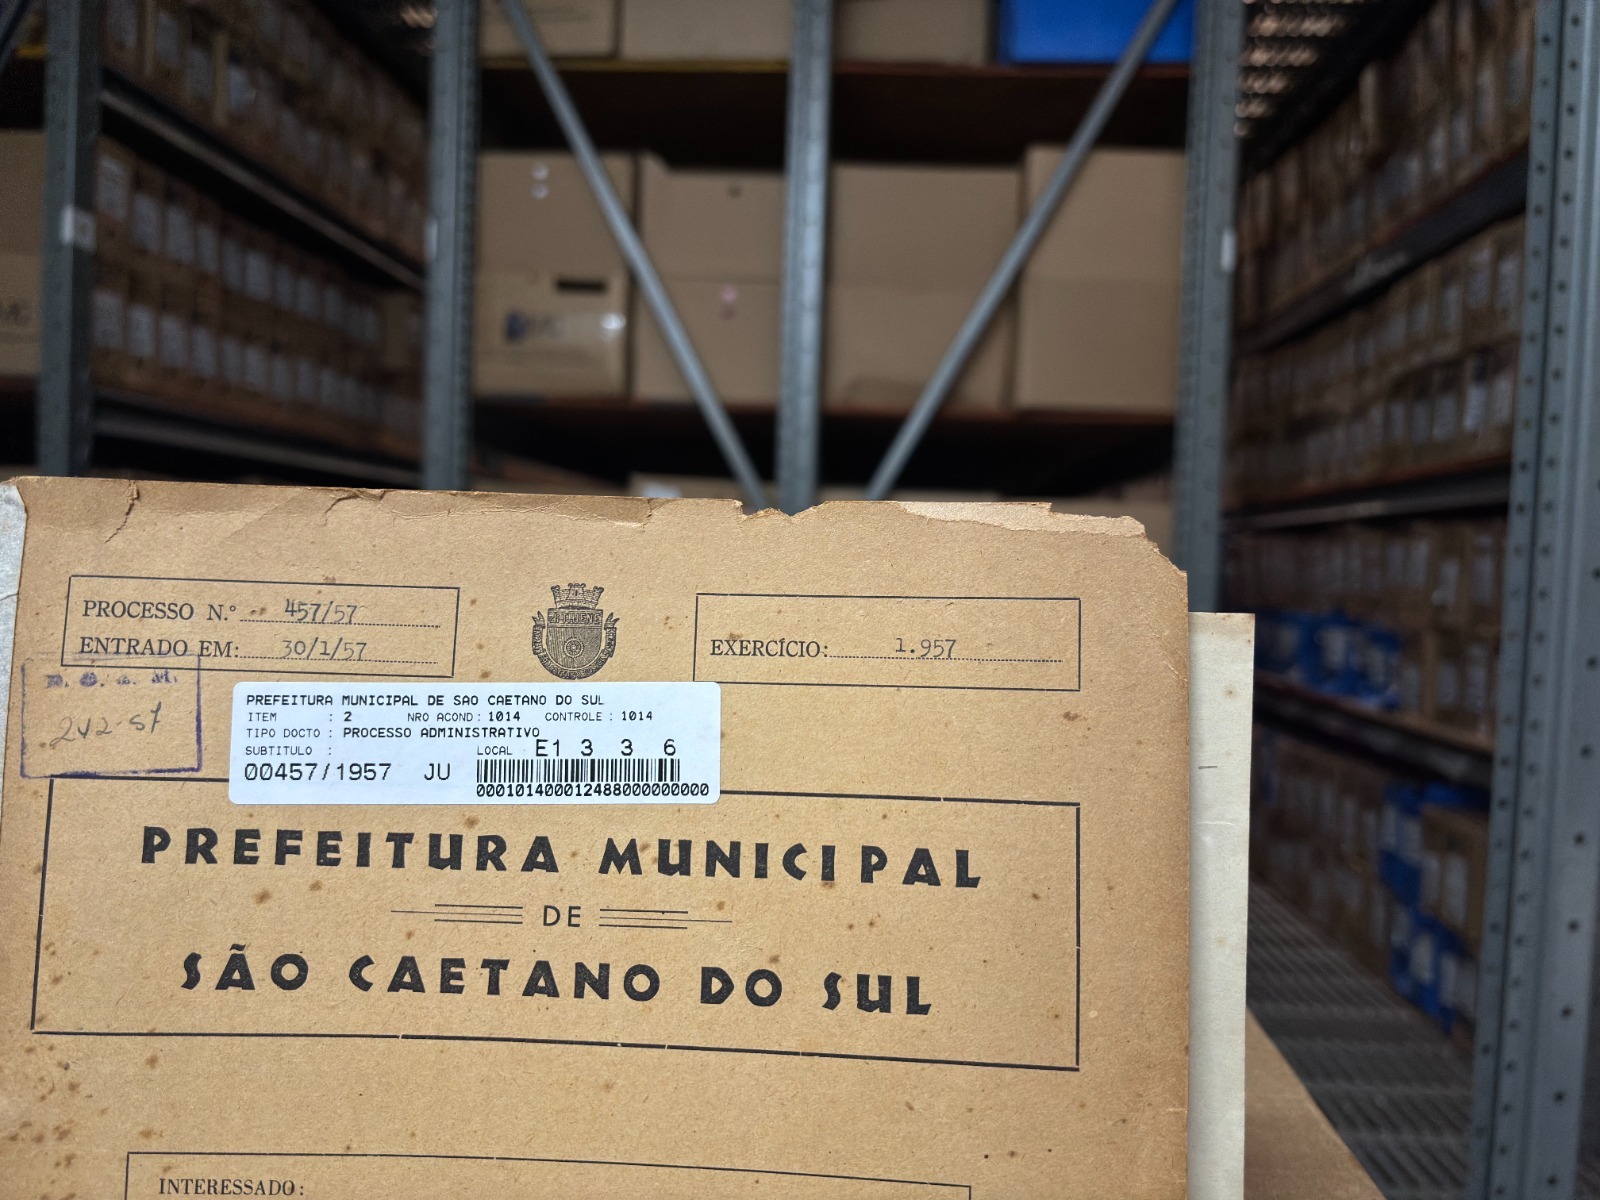 PROCESSO N.º 457/57
ENTRADO EM: 30/1/57
EXERCÍCIO: 1.957
242-57
PREFEITURA MUNICIPAL DE SAO CAETANO DO SUL
ITEM : 2 NRO ACOND : 1014 CONTROLE : 1014
TIPO DOCTO : PROCESSO ADMINISTRATIVO
SUBTITULO : LOCAL E1 3 3 6
00457/1957 JU
00010140001248800000000
PREFEITURA MUNICIPAL
DE
SÃO CAETANO DO SUL
INTERESSADO: